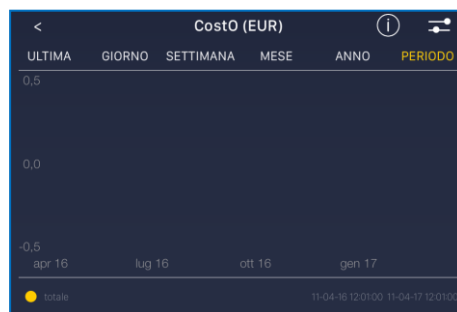 < CostO (EUR) i
ULTIMA GIORNO SETTIMANA MESE ANNO PERIODO
0,5
0,0
-0,5
apr 16 lug 16 ott 16 gen 17
totale 11-04-16 12:01:00 11-04-17 12:01:00